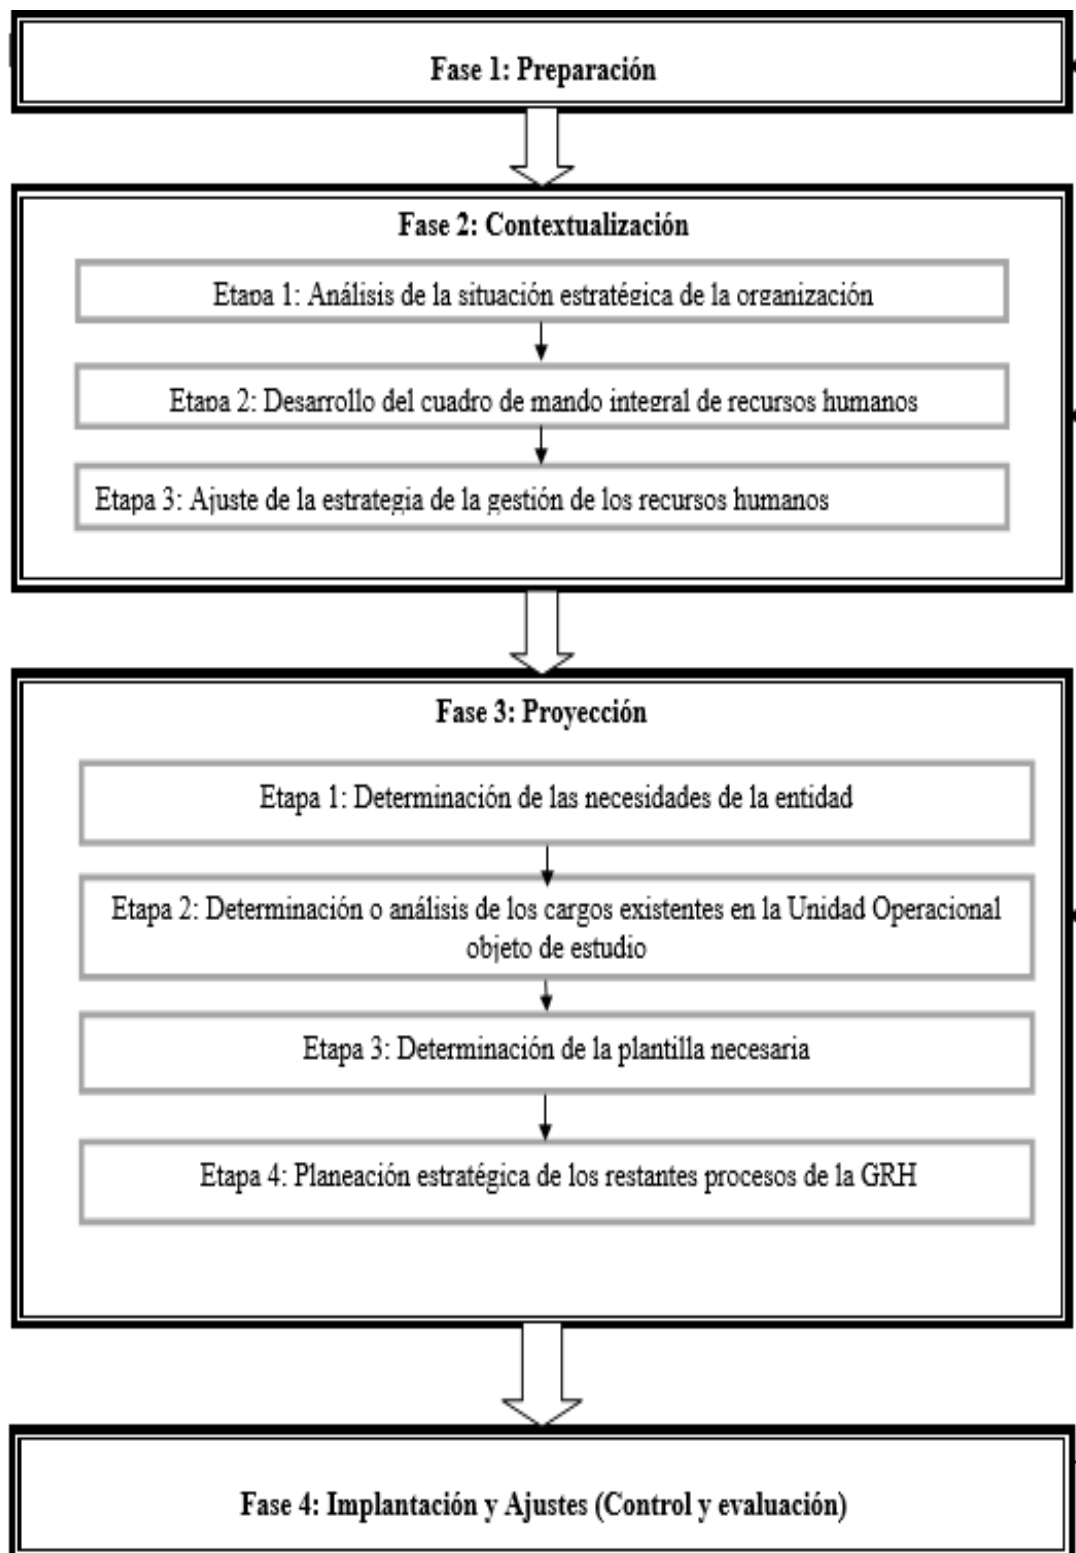 Fase 1: Preparación
Fase 2: Contextualización
Etapa 1: Análisis de la situación estratégica de la organización
Etapa 2: Desarrollo del cuadro de mando integral de recursos humanos
Etapa 3: Ajuste de la estrategia de la gestión de los recursos humanos
Fase 3: Proyección
Etapa 1: Determinación de las necesidades de la entidad
Etapa 2: Determinación o análisis de los cargos existentes en la Unidad Operacional
objeto de estudio
Etapa 3: Determinación de la plantilla necesaria
Etapa 4: Planeación estratégica de los restantes procesos de la GRH
Fase 4: Implantación y Ajustes (Control y evaluación)